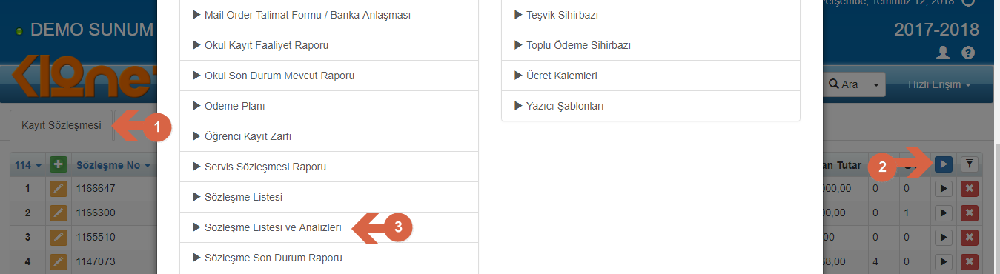 Mail Order Talimat Formu / Banka Anlaşması
Okul Kayıt Faaliyet Raporu
Okul Son Durum Mevcut Raporu
Ödeme Planı
Öğrenci Kayıt Zarfı
Servis Sözleşmesi Raporu
Sözleşme Listesi
Sözleşme Listesi ve Analizleri
3
Sözleşme Son Durum Raporu
Teşvik Sihirbazı
Toplu Ödeme Sihirbazı
Ücret Kalemleri
Yazıcı Şablonları
DEMO SUNUM
Perşembe, Temmuz 12, 2018
2017-2018
?
Klonet
Ara
Hızlı Erişim
Kayıt Sözleşmesi
1
2
114 Sözleşme No an Tutar
1 1166647 000,00 0 0
2 1166300 00,00 0 1
3 1155510 00 0 0
4 1147073 68,00 4 0